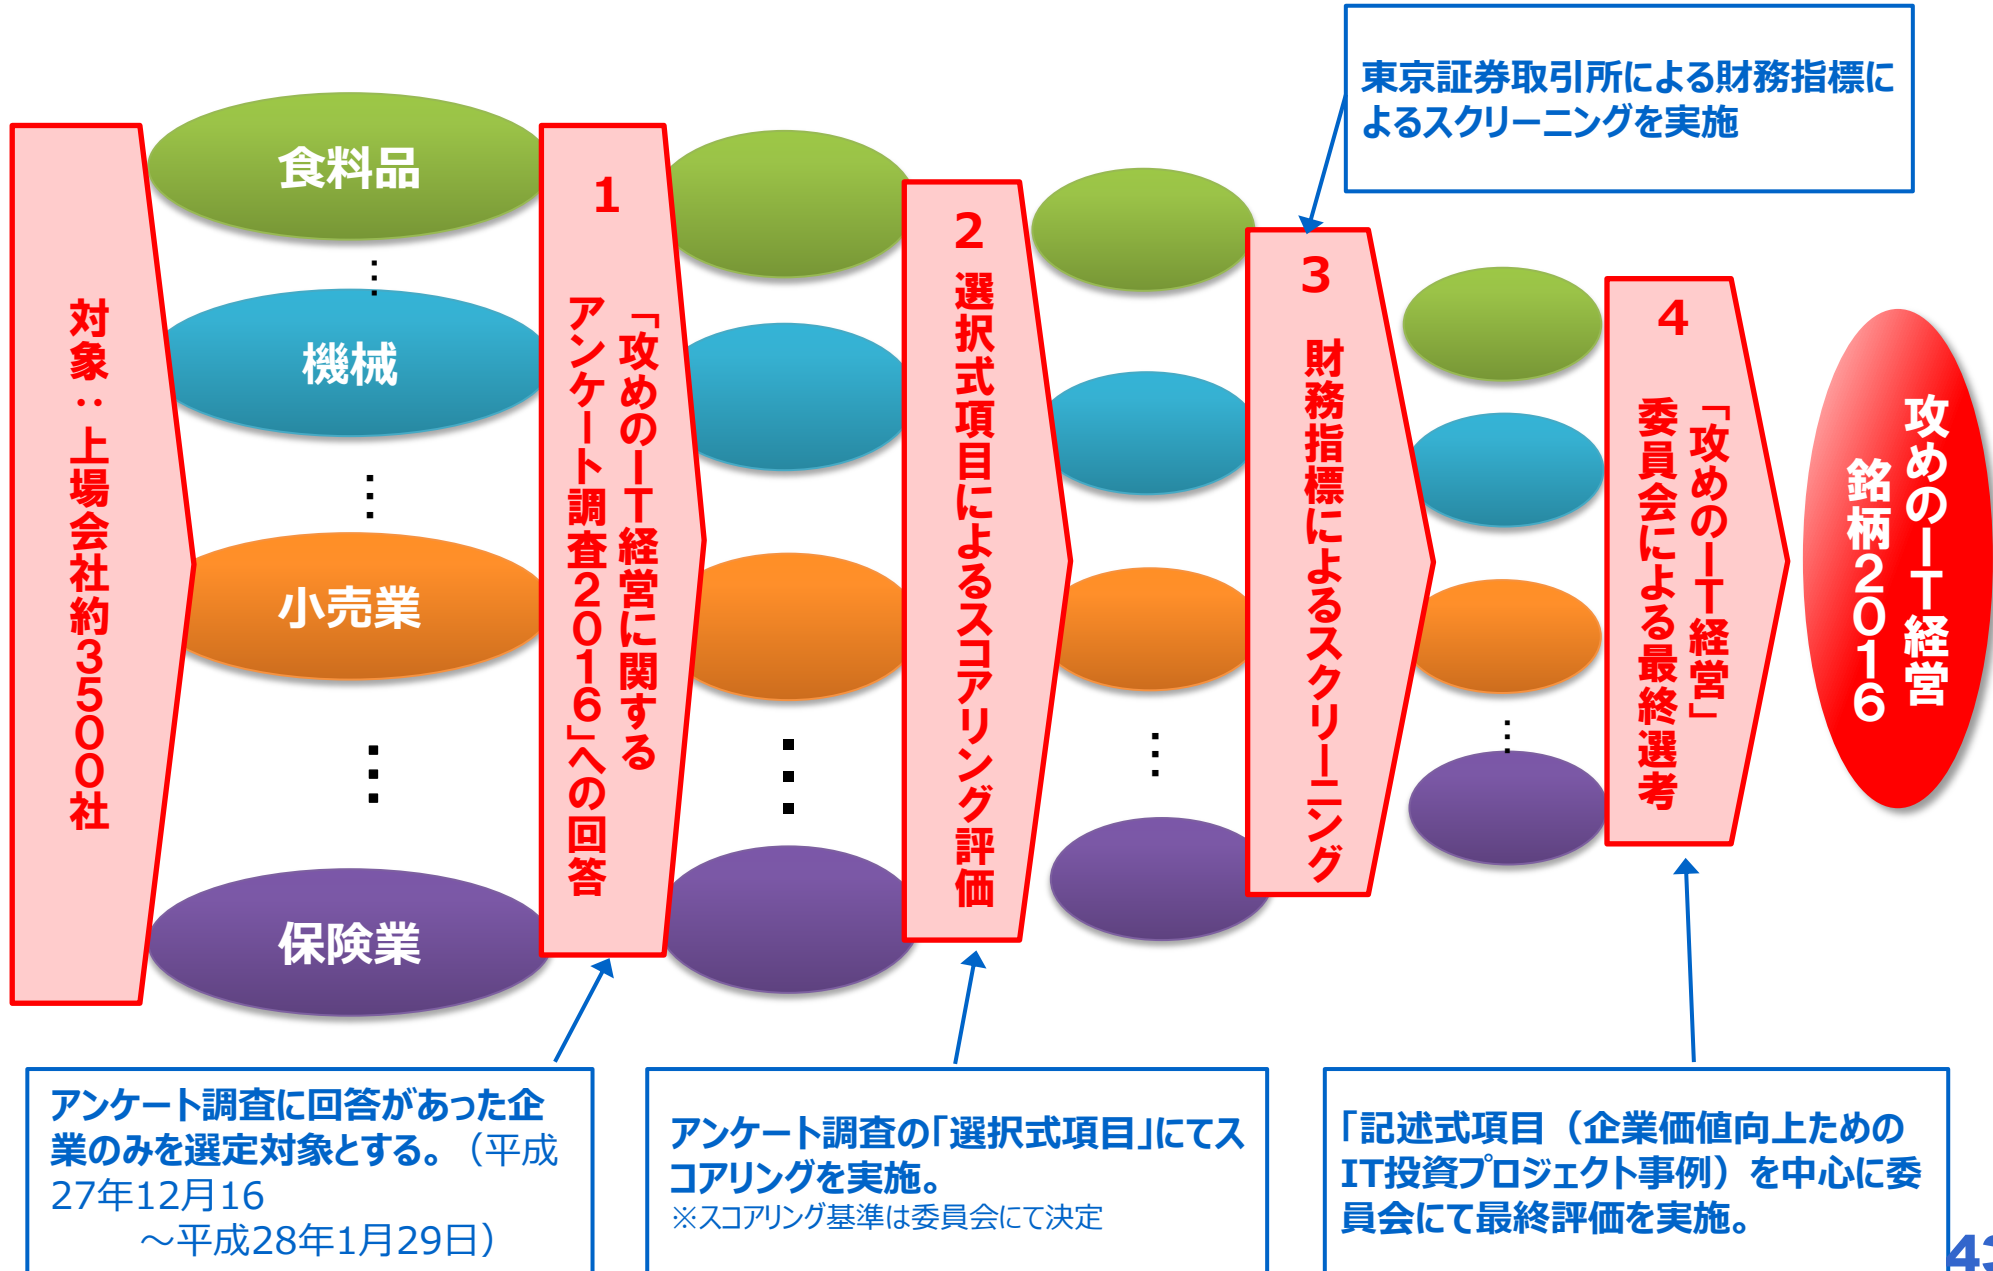 東京証券取引所による財務指標に
よるスクリーニングを実施
対象：上場会社約３５００社
食料品
機械
小売業
保険業
1
「攻めのＩＴ経営に関する
アンケート調査２０１６」への回答
2
選択式項目によるスコアリング評価
3
財務指標によるスクリーニング
4
「攻めのＩＴ経営」
委員会による最終選考
攻めのＩＴ経営
銘柄２０１６
アンケート調査に回答があった企
業のみを選定対象とする。（平成
27年12月16
～平成28年1月29日）
アンケート調査の「選択式項目」にてス
コアリングを実施。
※スコアリング基準は委員会にて決定
「記述式項目（企業価値向上ための
IT投資プロジェクト事例）を中心に委
員会にて最終評価を実施。